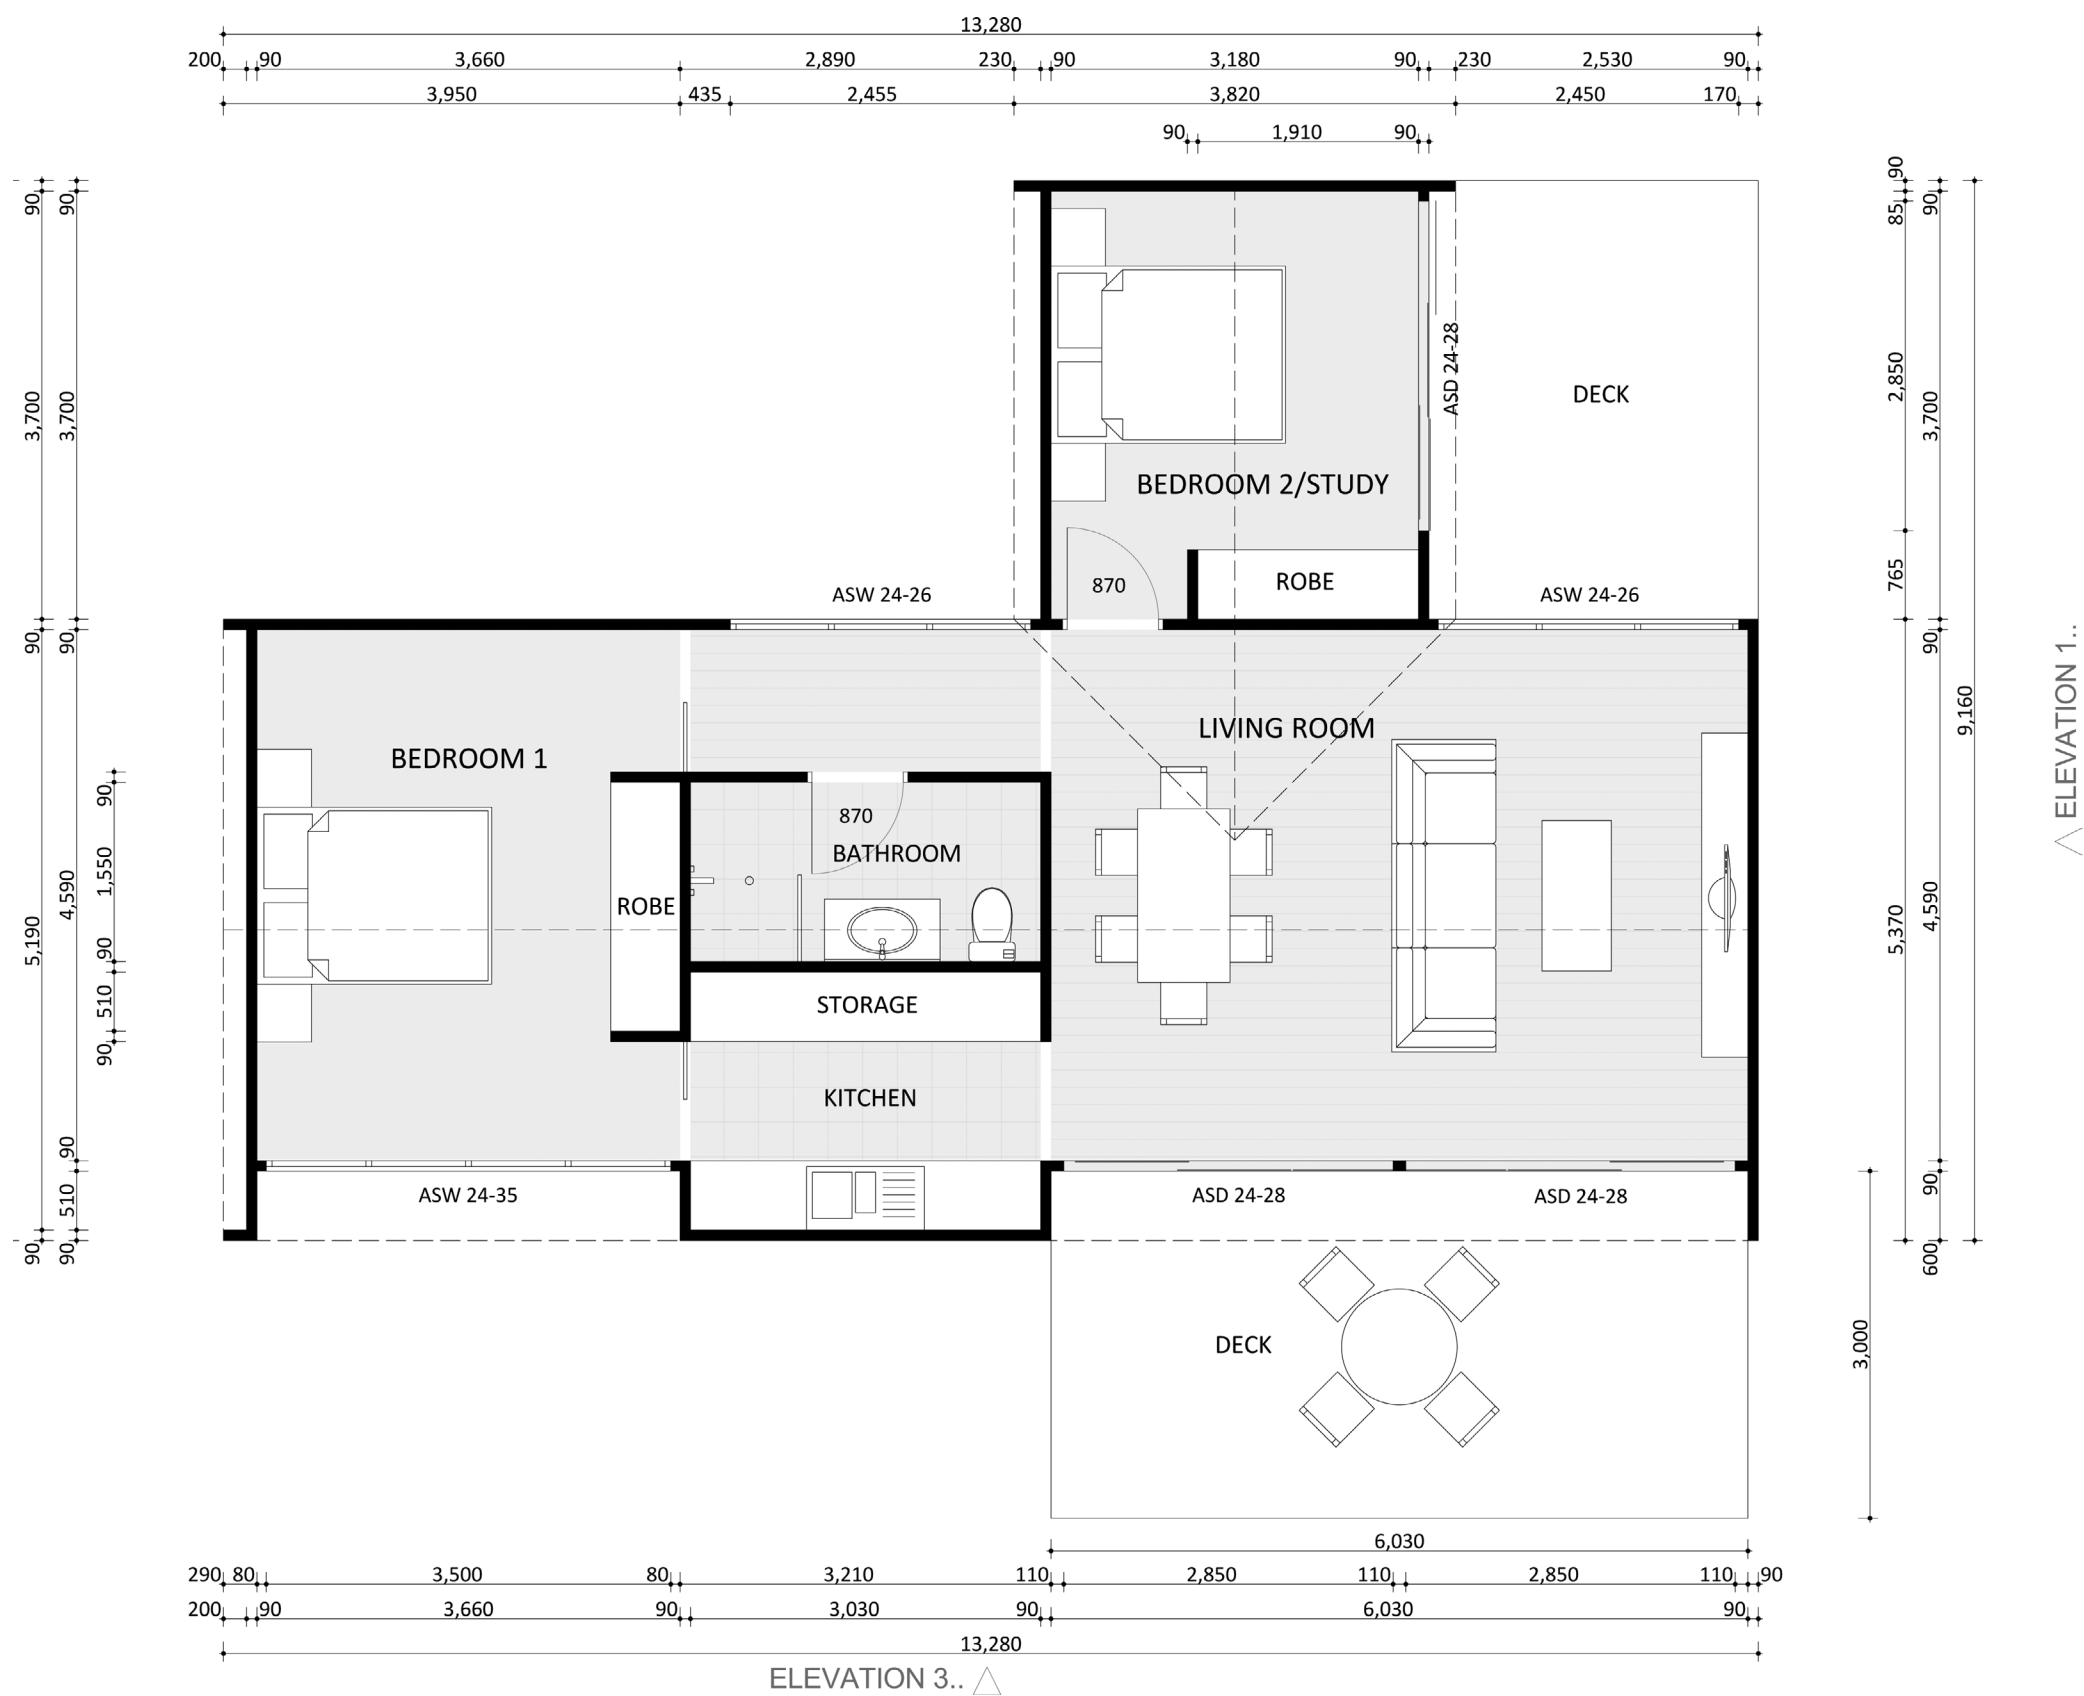 13,280
200 90 3,660 2,890 230 90 3,180 90 230 2,530 90
3,950 435 2,455 3,820 2,450 170
90 1,910 90
90 90 90 90
85
3,700 3,700 2,850 3,700
ASD 24-28
DECK
BEDROOM 2/STUDY
765
870 ROBE
ASW 24-26 ASW 24-26
90 90 90
ELEVATION 1..
9,160
LIVING ROOM
BEDROOM 1
90
870
BATHROOM
1,550
4,590 4,590
ROBE
5,190 5,370
90
510
STORAGE
90
KITCHEN
90 90
510
ASW 24-35 ASD 24-28 ASD 24-28
90 90 600
DECK
3,000
6,030
290 80 3,500 80 3,210 110 2,850 110 2,850 110 90
200 90 3,660 90 3,030 90 6,030 90
13,280
ELEVATION 3..